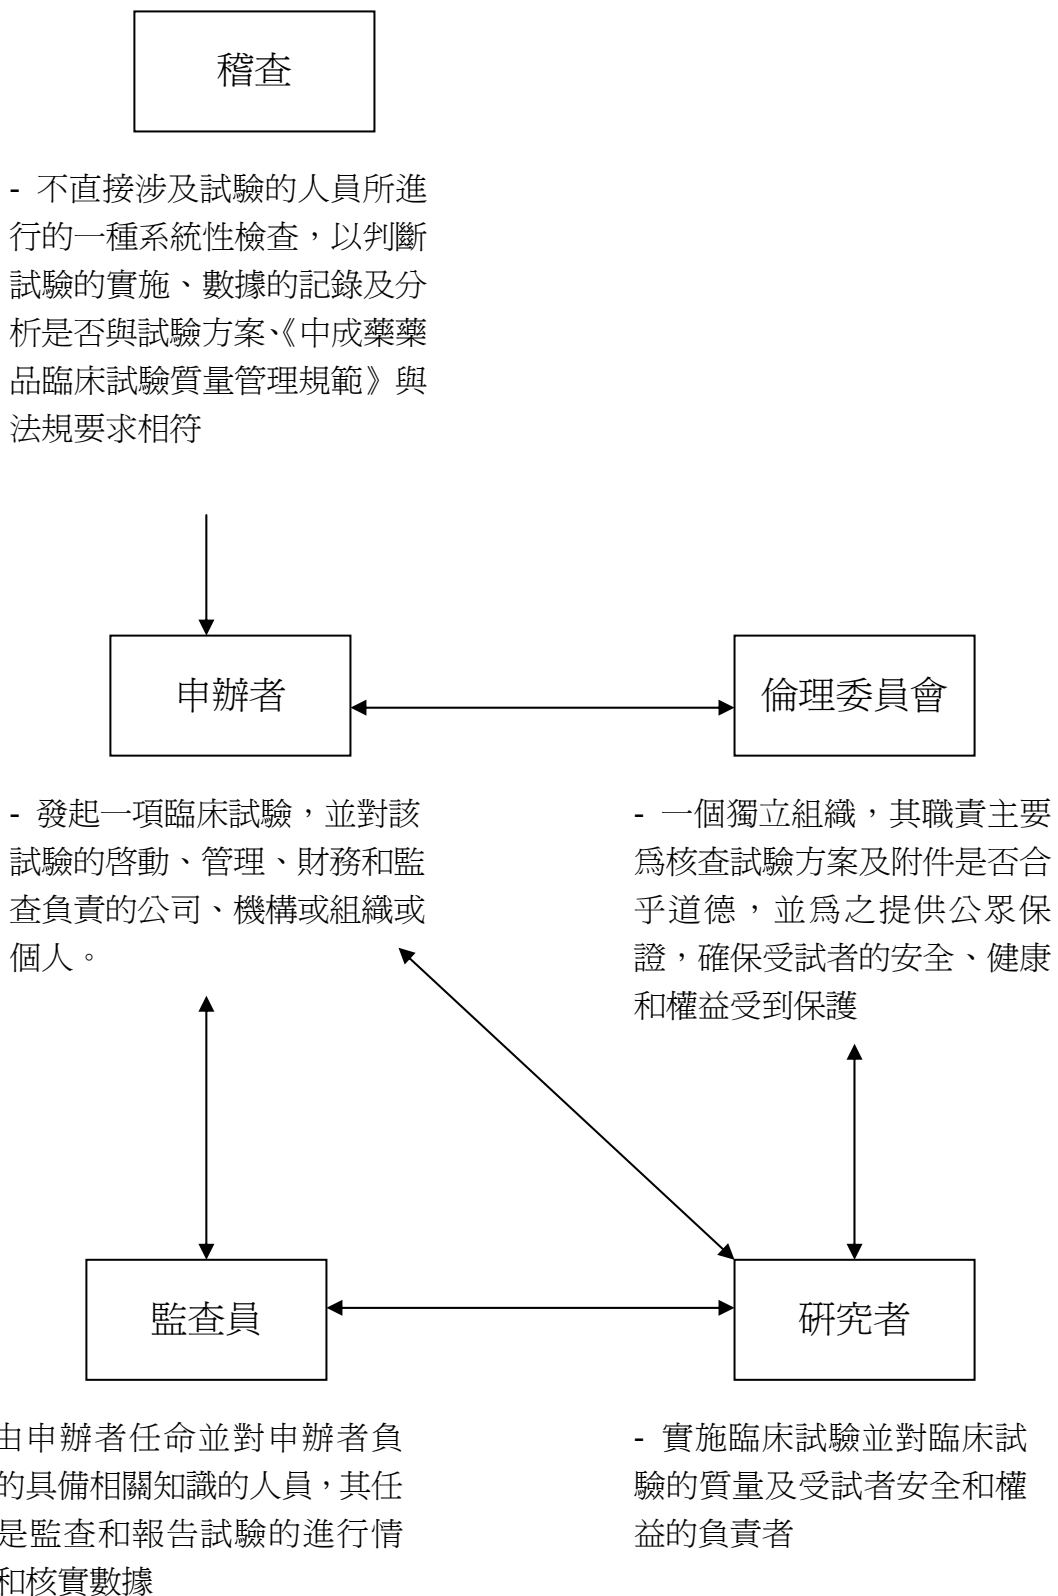 稽查
- 不直接涉及試驗的人員所進
行的一種系統性檢查，以判斷
試驗的實施、數據的記錄及分
析是否與試驗方案、《中成藥藥
品臨床試驗質量管理規範》與
法規要求相符
申辦者
倫理委員會
- 發起一項臨床試驗，並對該
試驗的啓動、管理、財務和監
查負責的公司、機構或組織或
個人。
- 一個獨立組織，其職責主要
爲核查試驗方案及附件是否合
乎道德，並爲之提供公眾保
證，確保受試者的安全、健康
和權益受到保護
監查員
研究者
由申辦者任命並對申辦者負
的具備相關知識的人員，其任
是監查和報告試驗的進行情
和核實數據
- 實施臨床試驗並對臨床試
驗的質量及受試者安全和權
益的負責者